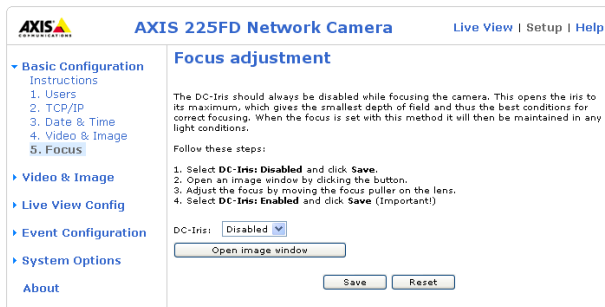 AXIS
COMMUNICATIONS
AXIS 225FD Network Camera
Live View | Setup | Help
Basic Configuration
Instructions
1. Users
2. TCP/IP
3. Date & Time
4. Video & Image
5. Focus
Video & Image
Live View Config
Event Configuration
System Options
About
Focus adjustment
The DC-Iris should always be disabled while focusing the camera. This opens the iris to
its maximum, which gives the smallest depth of field and thus the best conditions for
correct focusing. When the focus is set with this method it will then be maintained in any
light conditions.
Follow these steps:
1. Select DC-Iris: Disabled and click Save.
2. Open an image window by clicking the button.
3. Adjust the focus by moving the focus puller on the lens.
4. Select DC-Iris: Enabled and click Save (Important!)
DC-Iris: Disabled
Open image window
Save Reset